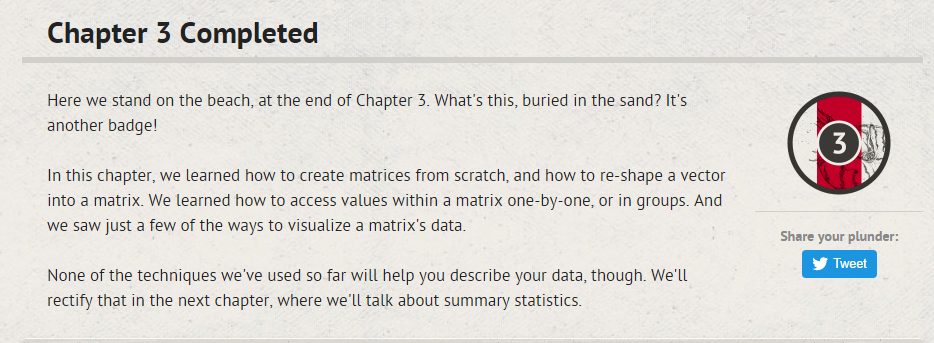 Chapter 3 Completed
Here we stand on the beach, at the end of Chapter 3. What's this, buried in the sand? It's
another badge!
In this chapter, we learned how to create matrices from scratch, and how to re-shape a vector
into a matrix. We learned how to access values within a matrix one-by-one, or in groups. And
we saw just a few of the ways to visualize a matrix's data.
None of the techniques we've used so far will help you describe your data, though. We'll
rectify that in the next chapter, where we'll talk about summary statistics.
3
Share your plunder:
Tweet